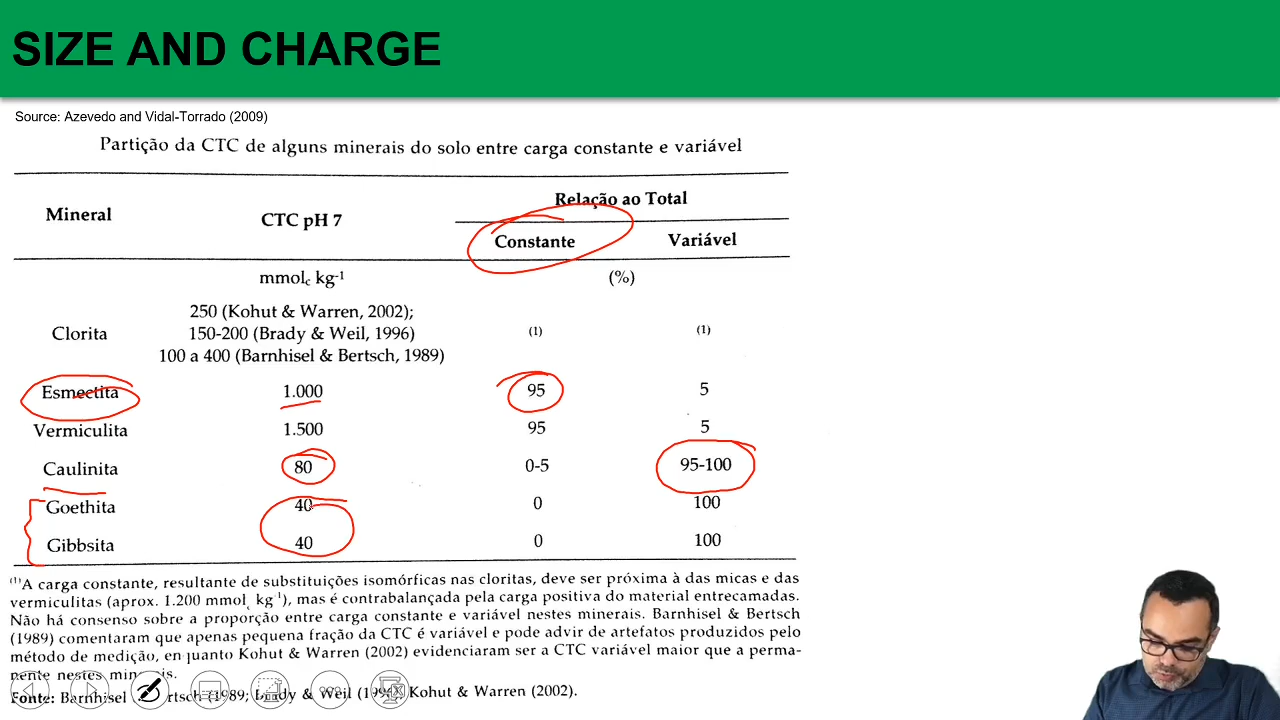 SIZE AND CHARGE
Source: Azevedo and Vidal-Torrado (2009)
Partição da CTC de alguns minerais do solo entre carga constante e variável
Mineral CTC pH 7 Relação ao Total
Constante Variável
mmolc kg-1 (%)
Clorita 250 (Kohut & Warren, 2002); (1) (1)
150-200 (Brady & Weil, 1996)
100 a 400 (Barnhisel & Bertsch, 1989)
Esmectita 1.000 95 5
Vermiculita 1.500 95 5
Caulinita 80 0-5 95-100
Goethita 40 0 100
Gibbsita 40 0 100
(1)A carga constante, resultante de substituições isomórficas nas cloritas, deve ser próxima à das micas e das
vermiculitas (aprox. 1.200 mmolc kg-1), mas é contrabalançada pela carga positiva do material entrecamadas.
Não há consenso sobre a proporção entre carga constante e variável nestes minerais. Barnhisel & Bertsch
(1989) comentaram que apenas pequena fração da CTC é variável e pode advir de artefatos produzidos pelo
método de medição, enquanto Kohut & Warren (2002) evidenciaram ser a CTC variável maior que a perma-
nente nestes
Fonte: Barnhisel 1989; & Weil Kohut & Warren (2002).